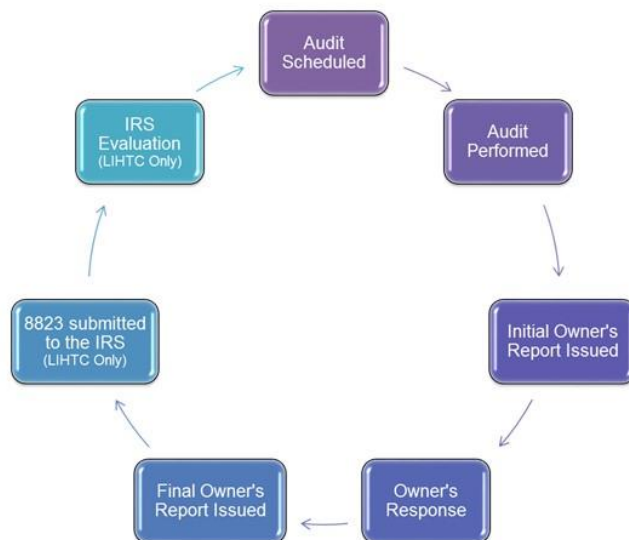 Audit
Scheduled
Audit
Performed
Initial Owner's
Report Issued
Owner's
Response
Final Owner's
Report Issued
8823 submitted
to the IRS
(LIHTC Only)
IRS
Evaluation
(LIHTC Only)